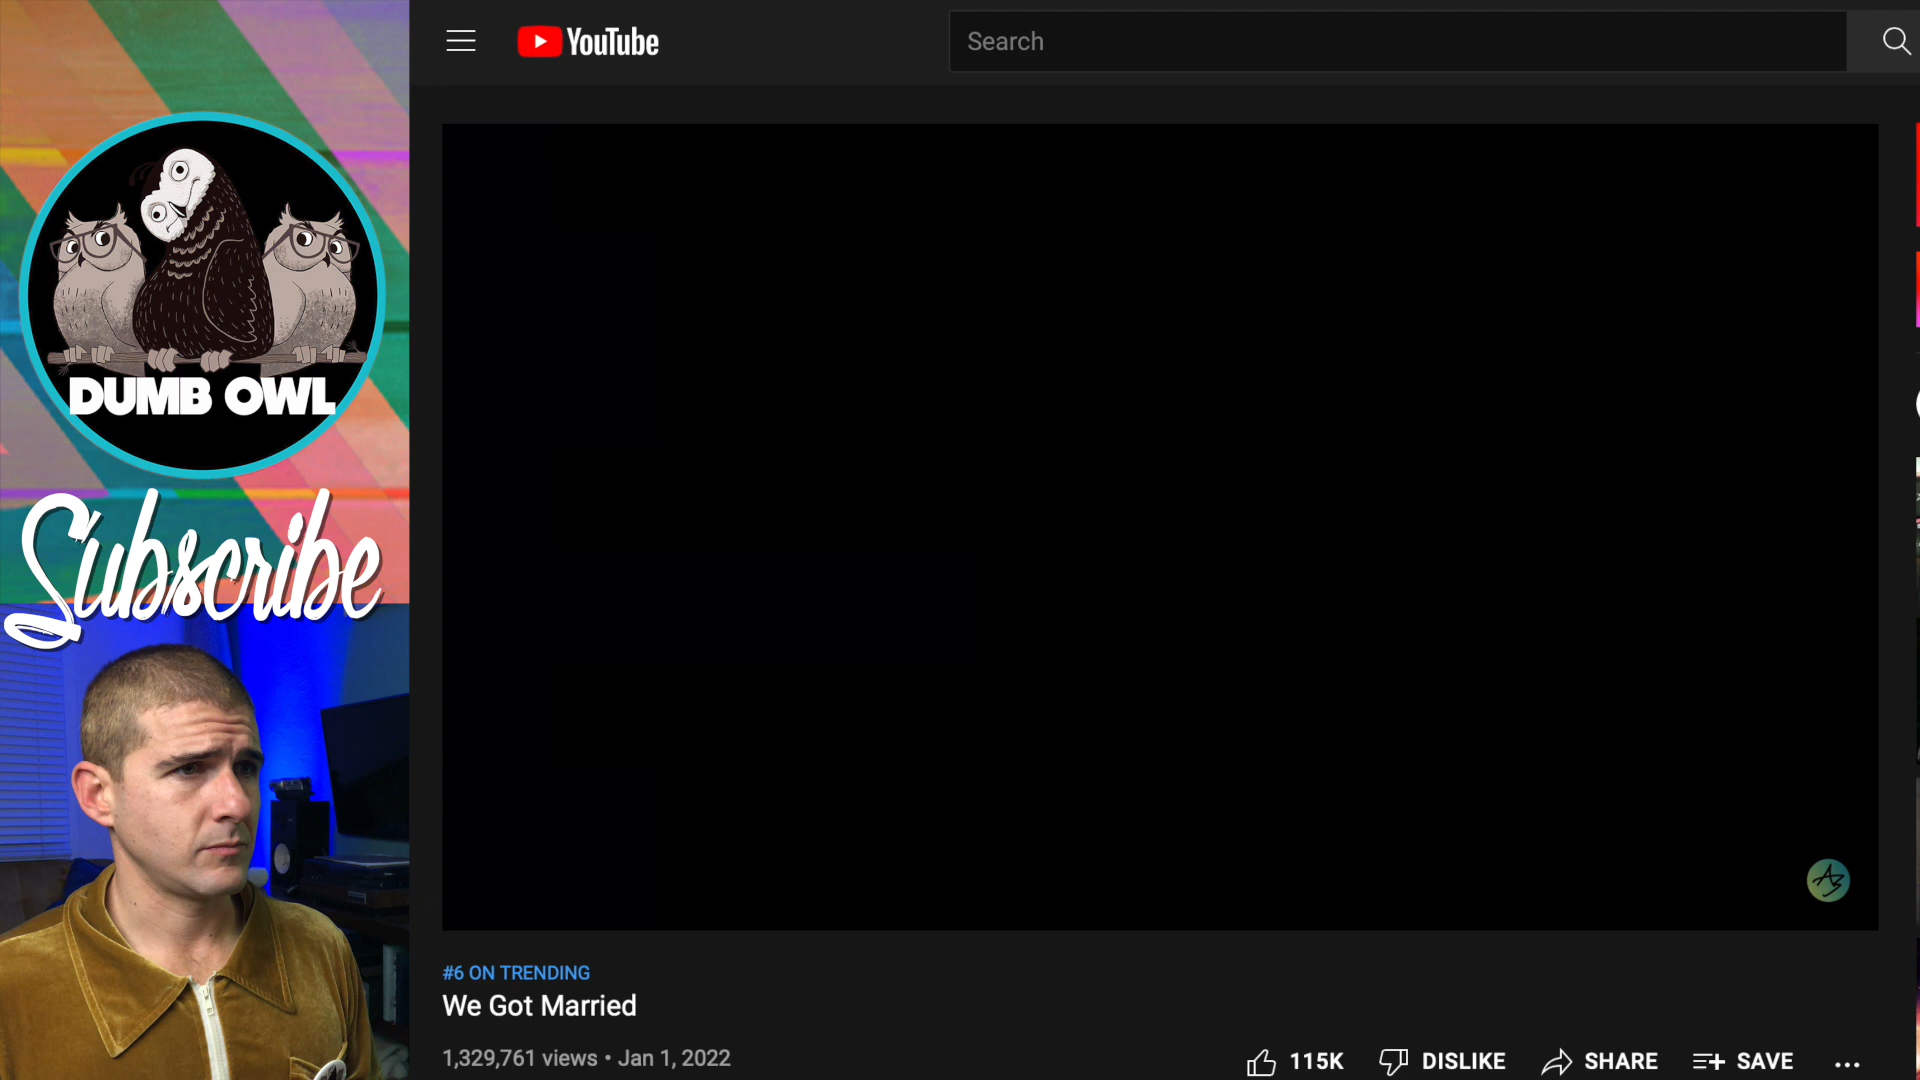 YouTube
Search
DUMB OWL
Subscribe
#6 ON TRENDING
We Got Married
1,329,761 views • Jan 1, 2022
115K
DISLIKE
SHARE
SAVE